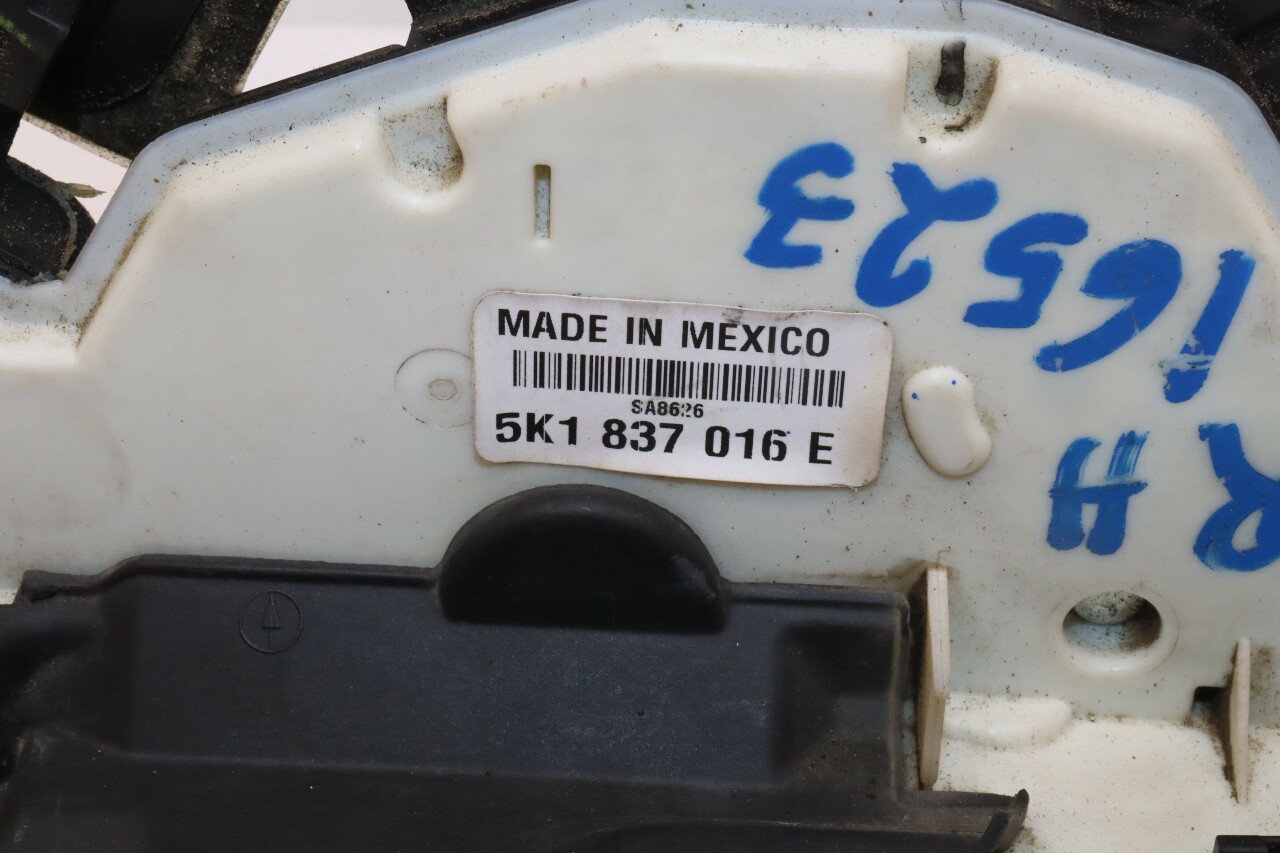 MADE IN MEXICO
SA8626
5K1 837 016 E
16523
RH